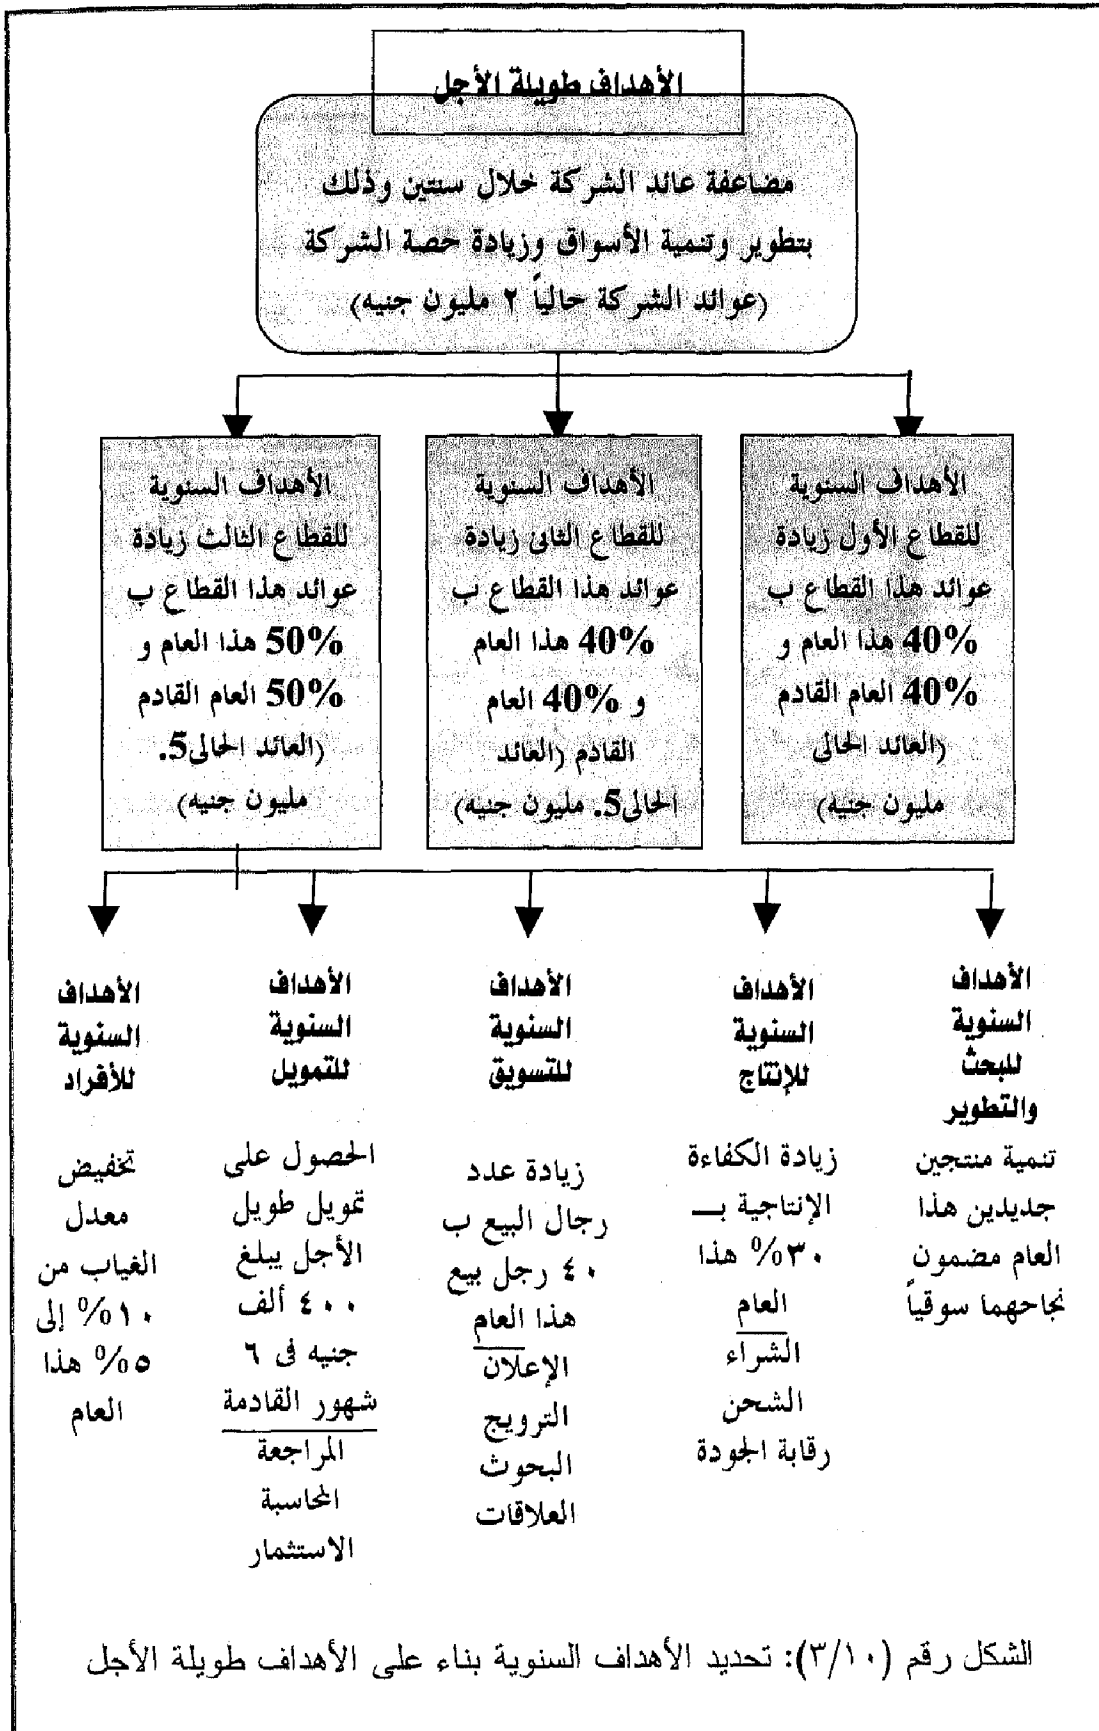 الأهداف طويلة الأجل
مضاعفة عائد الشركة خلال سنتين وذلك
بتطوير وتنمية الأسواق وزيادة حصة الشركة
(عوائد الشركة حالياً ٢ مليون جنيه)
الأهداف السنوية
للقطاع الأول زيادة
عوائد هذا القطاع ب
40% هذا العام و
40% العام القادم
(العائد الحالى
مليون جنيه)
الأهداف السنوية
للقطاع الثانى زيادة
عوائد هذا القطاع ب
40% هذا العام
و 40% العام
القادم (العائد
الحالى5. مليون جنيه)
الأهداف السنوية
للقطاع الثالث زيادة
عوائد هذا القطاع ب
50% هذا العام و
50% العام القادم
(العائد الحالى5.
مليون جنيه)
الأهداف
السنوية
للبحث
والتطوير
تنمية منتجين
جديدين هذا
العام مضمون
نجاحهما سوقياً
الأهداف
السنوية
للإنتاج
زيادة الكفاءة
الإنتاجية بـــ
٣٠% هذا
العام
الشراء
الشحن
رقابة الجودة
الأهداف
السنوية
للتسويق
زيادة عدد
رجال البيع ب
٤٠ رجل بيع
هذا العام
الإعلان
الترويج
البحوث
العلاقات
الأهداف
السنوية
للتمويل
الحصول على
تمويل طويل
الأجل يبلغ
٤٠٠ ألف
جنيه فى ٦
شهور القادمة
المراجعة
المحاسبة
الاستثمار
الأهداف
السنوية
للأفراد
تخفيض
معدل
الغياب من
١٠% إلى
٥% هذا
العام
الشكل رقم (٣/١٠): تحديد الأهداف السنوية بناء على الأهداف طويلة الأجل